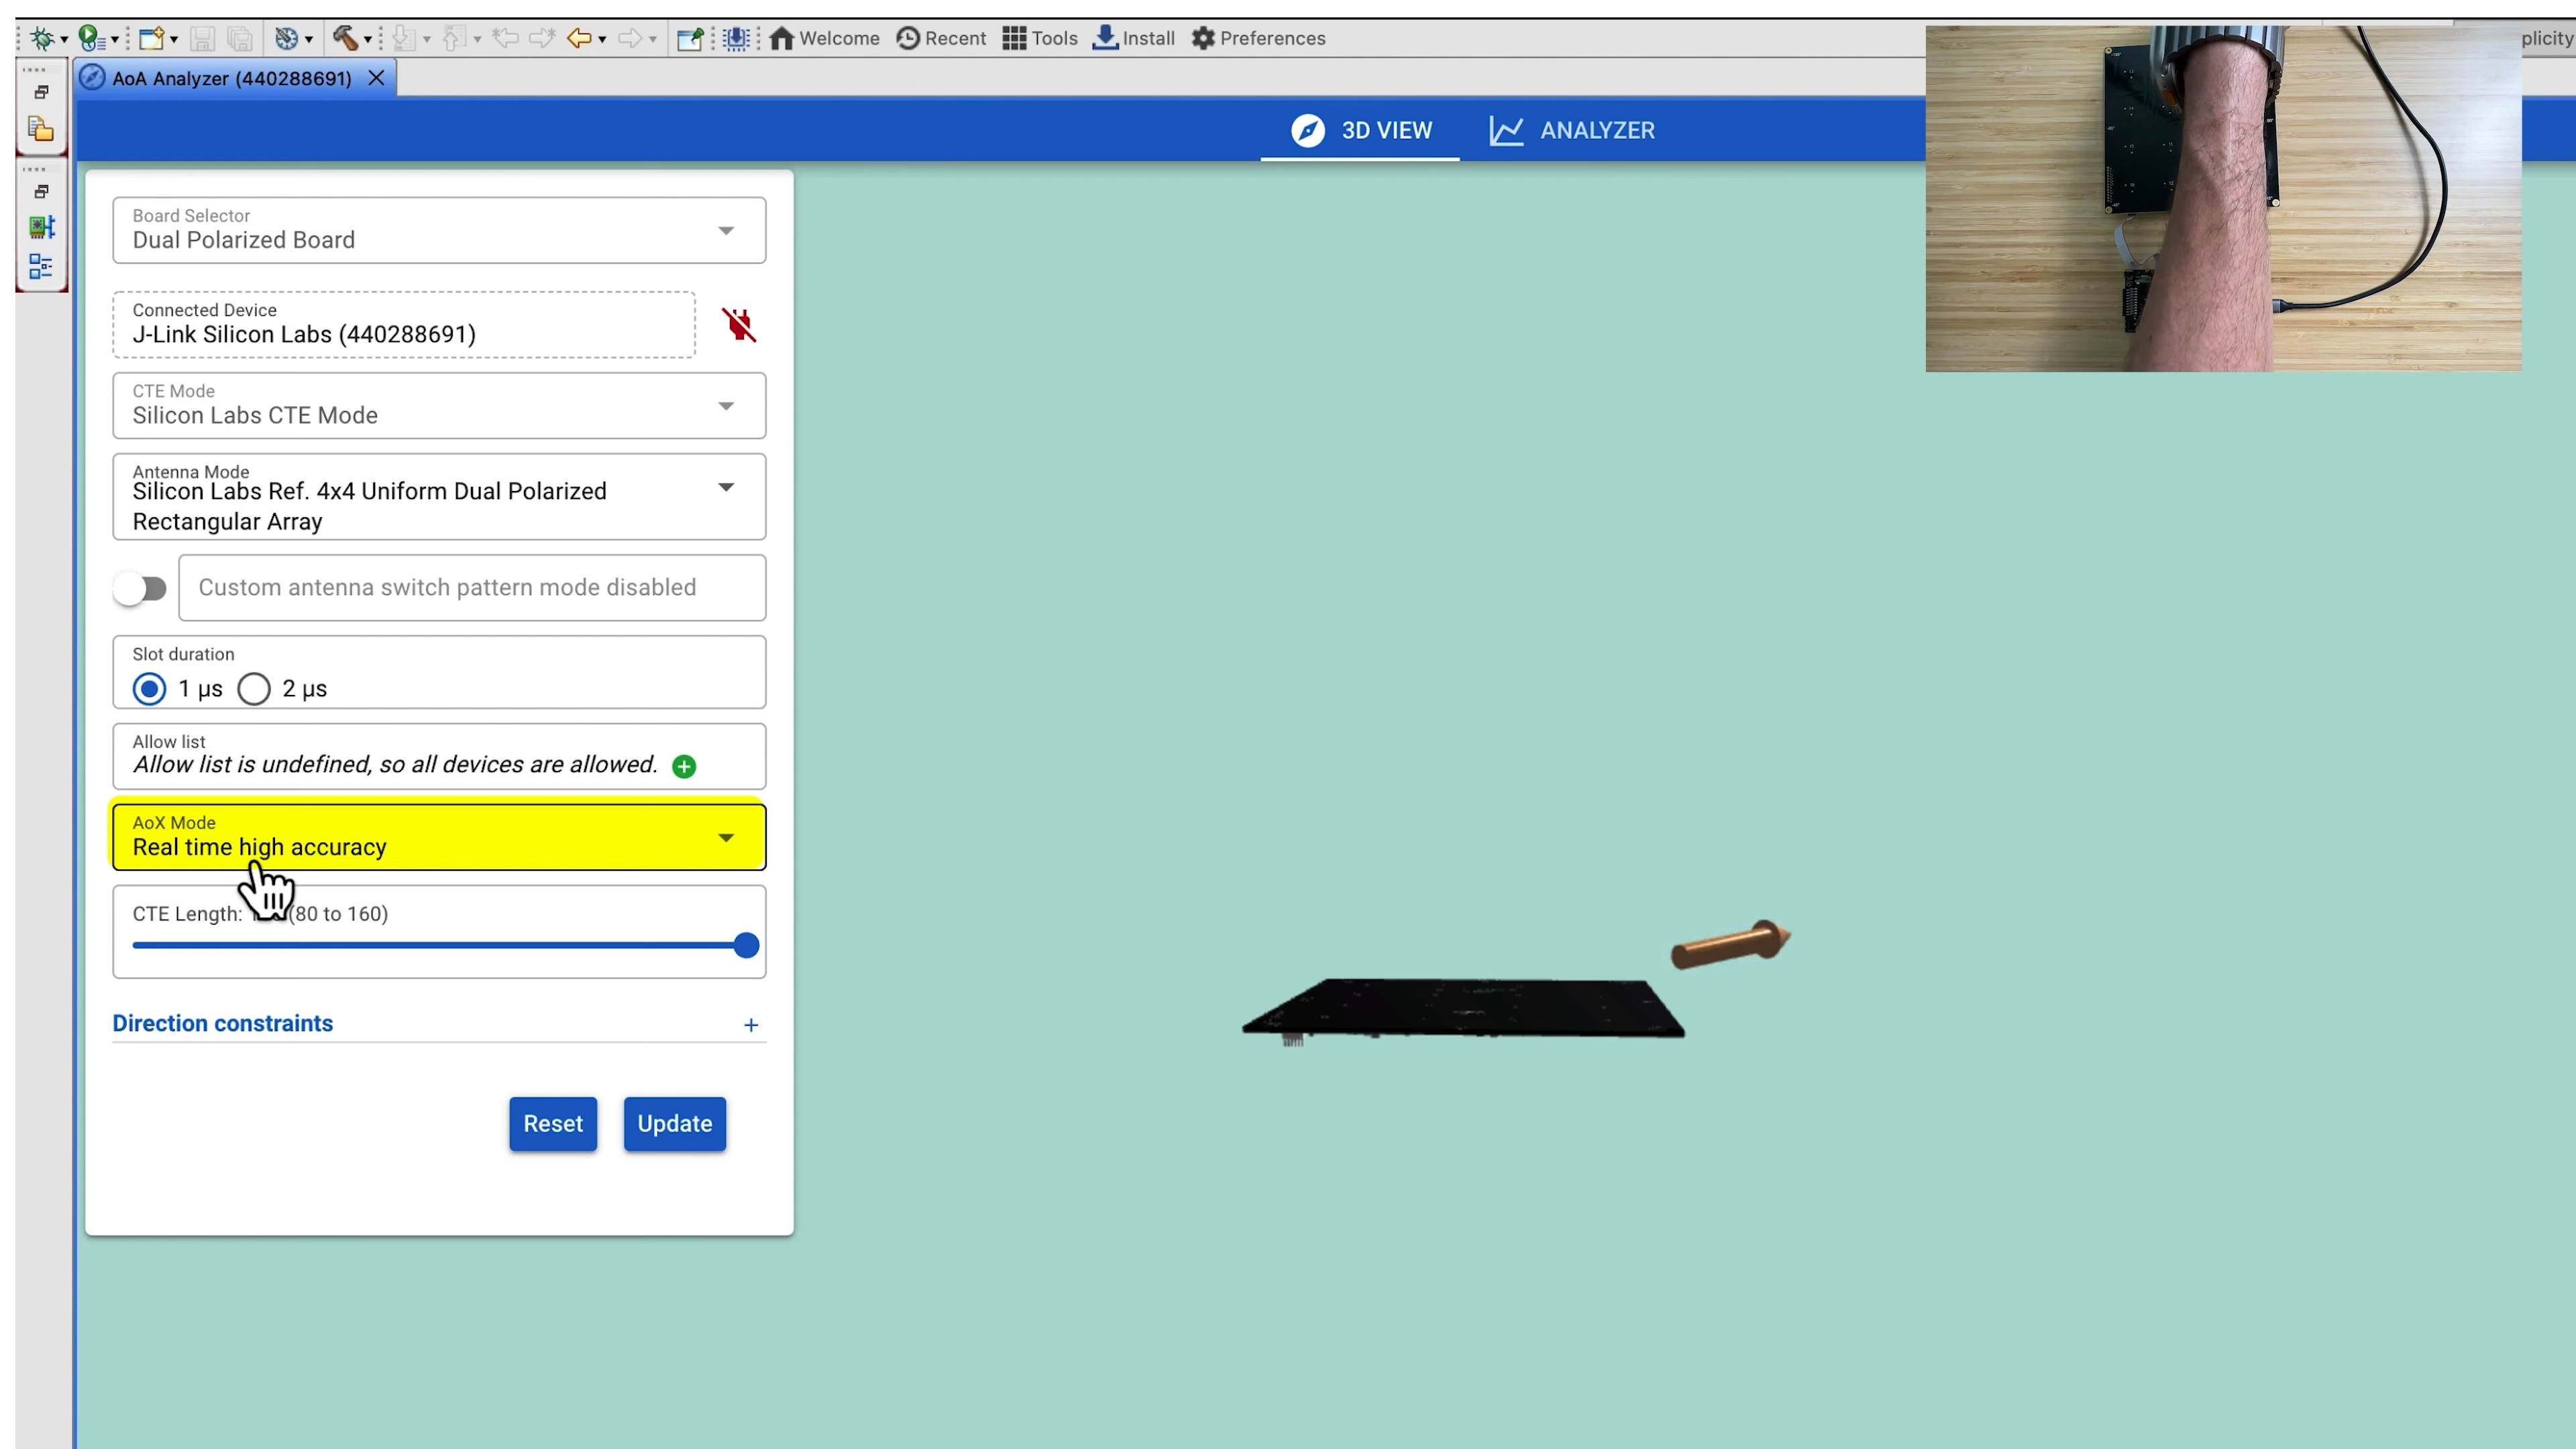 Welcome Recent Tools Install Preferences
plicity
AoA Analyzer (440288691)
3D VIEW ANALYZER
Board Selector
Dual Polarized Board
Connected Device
J-Link Silicon Labs (440288691)
CTE Mode
Silicon Labs CTE Mode
Antenna Mode
Silicon Labs Ref. 4x4 Uniform Dual Polarized
Rectangular Array
Custom antenna switch pattern mode disabled
Slot duration
1 µs 2 µs
Allow list
Allow list is undefined, so all devices are allowed.
AoX Mode
Real time high accuracy
CTE Length: (80 to 160)
Direction constraints +
Reset Update